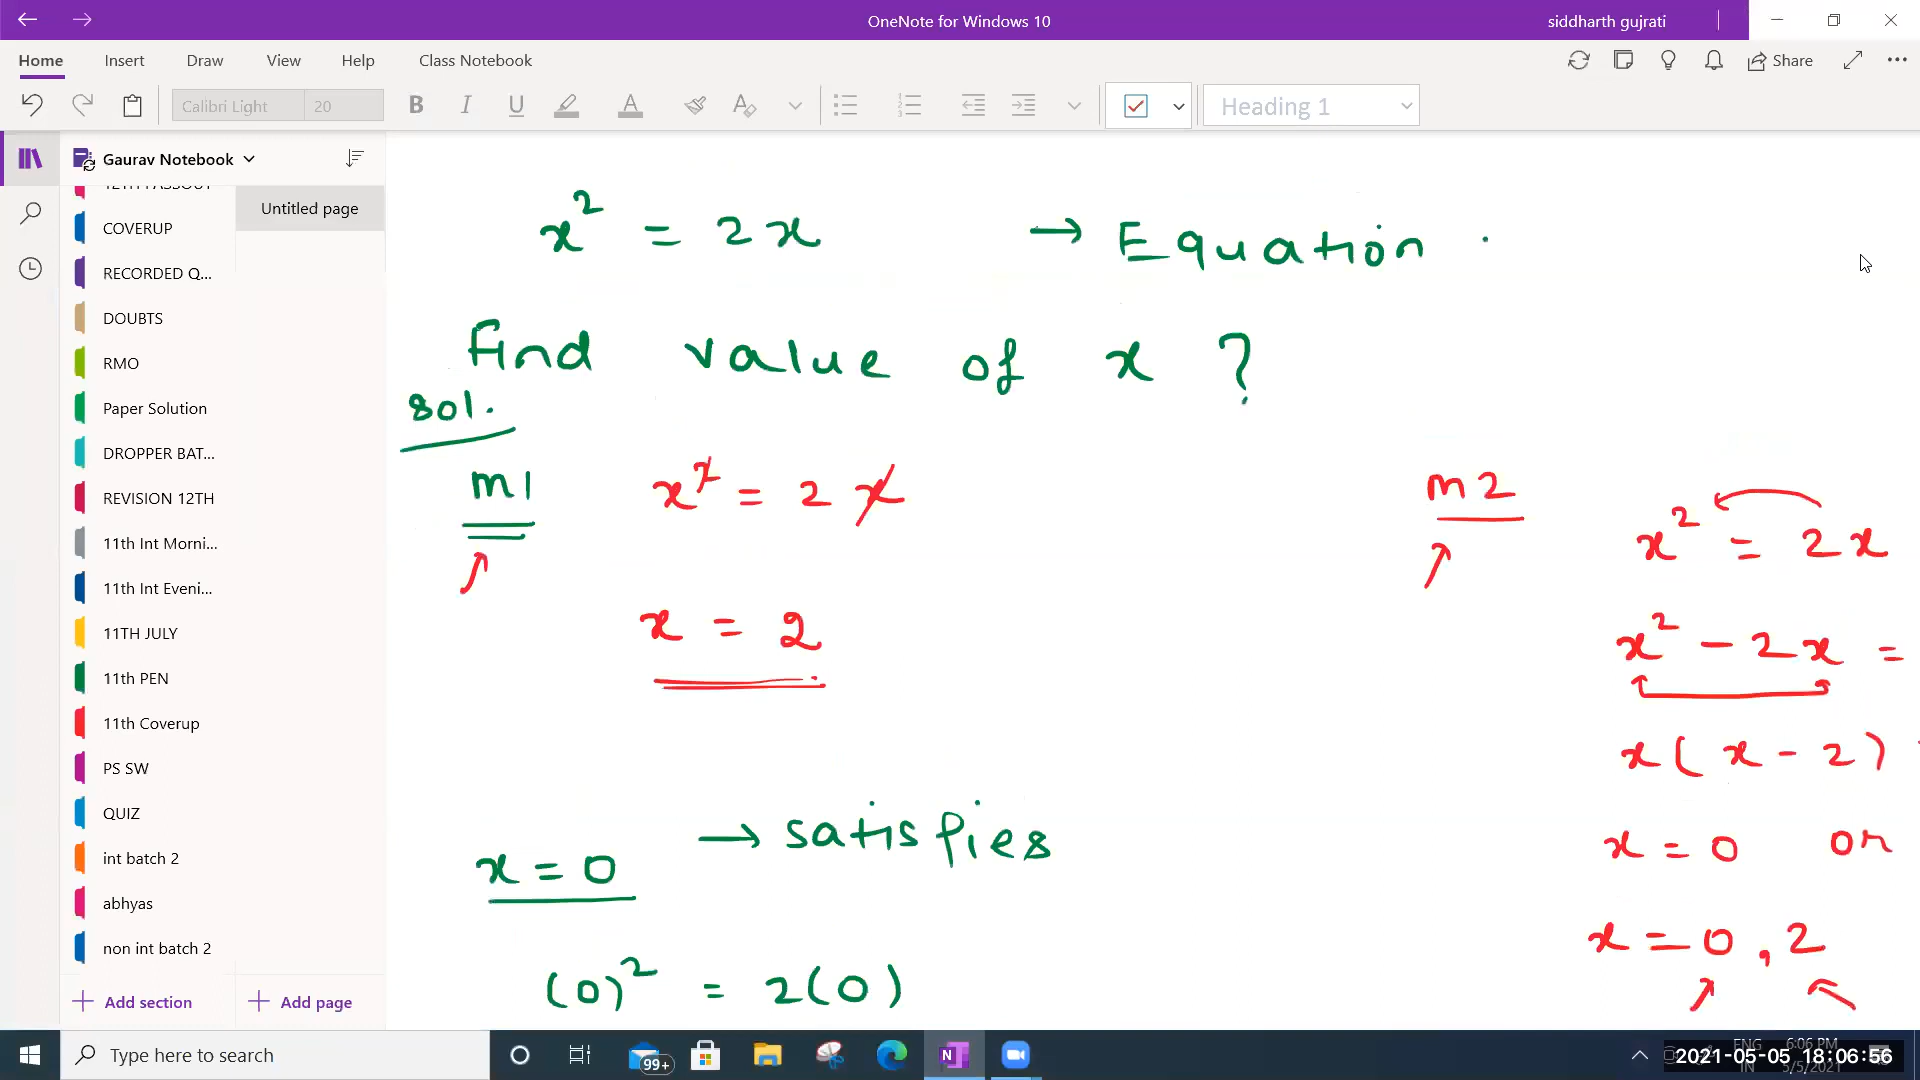 OneNote for Windows 10
siddharth gujrati
Home Insert Draw View Help Class Notebook
Share
Calibri Light 20
B I U A
Heading 1
Gaurav Notebook
Untitled page
COVERUP
RECORDED Q...
DOUBTS
RMO
Paper Solution
DROPPER BAT...
REVISION 12TH
11th Int Morni...
11th Int Eveni...
11TH JULY
11th PEN
11th Coverup
PS SW
QUIZ
int batch 2
abhyas
non int batch 2
Add section
Add page
x² = 2x → Equation .
Find value of x ?
sol.
m1
x² = 2x
x = 2
x = 0 → satisfies
(0)² = 2(0)
m2
x² = 2x
x² - 2x =
x(x-2)
x = 0 or
x = 0, 2
Type here to search
99+
2021-05-05 18:06:56